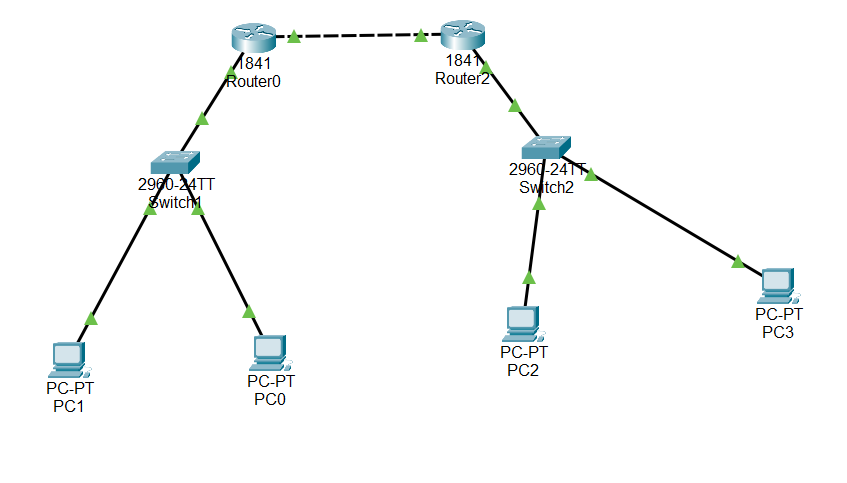 1841
Router0
1841
Router2
2960-24TT
Switch1
2960-24TT
Switch2
PC-PT
PC1
PC-PT
PC0
PC-PT
PC2
PC-PT
PC3